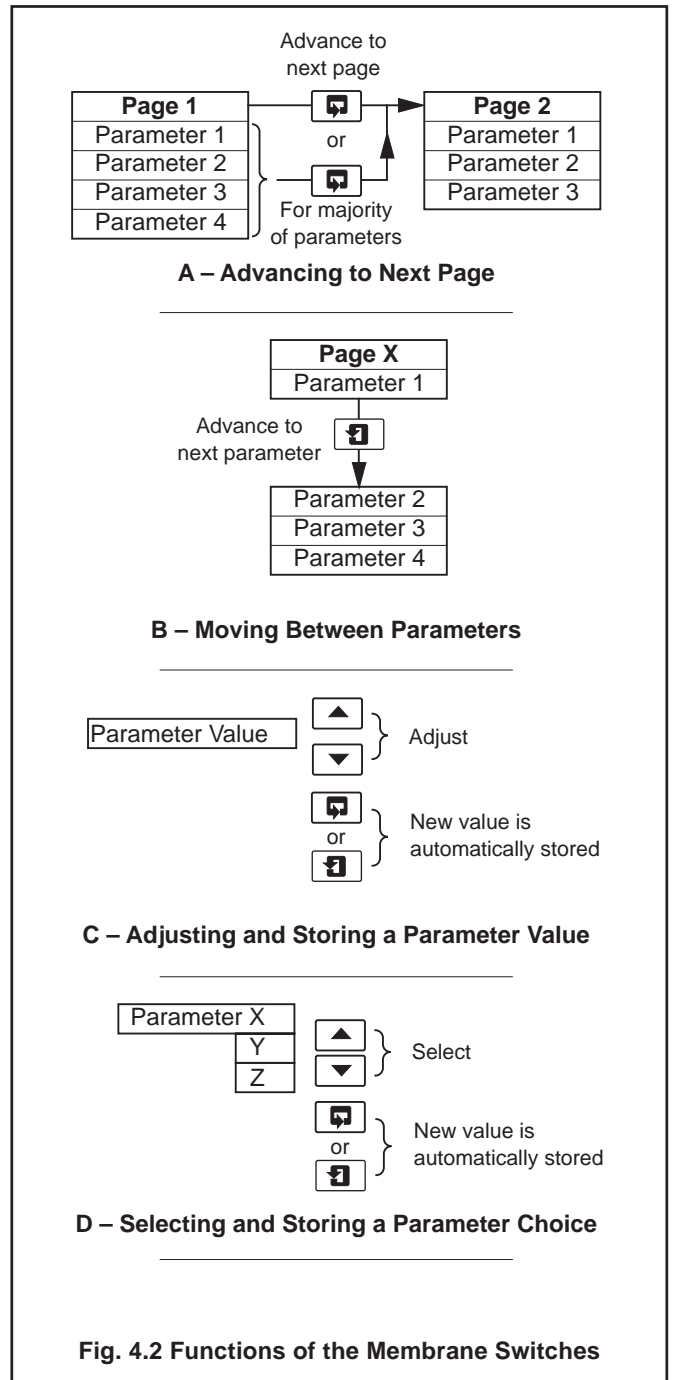 Advance to
next page
Page 1
Parameter 1
Parameter 2
Parameter 3
Parameter 4
or
For majority
of parameters
Page 2
Parameter 1
Parameter 2
Parameter 3
A – Advancing to Next Page
Page X
Parameter 1
Advance to
next parameter
Parameter 2
Parameter 3
Parameter 4
B – Moving Between Parameters
Parameter Value
Adjust
or
New value is
automatically stored
C – Adjusting and Storing a Parameter Value
Parameter X
Y
Z
Select
or
New value is
automatically stored
D – Selecting and Storing a Parameter Choice
Fig. 4.2 Functions of the Membrane Switches